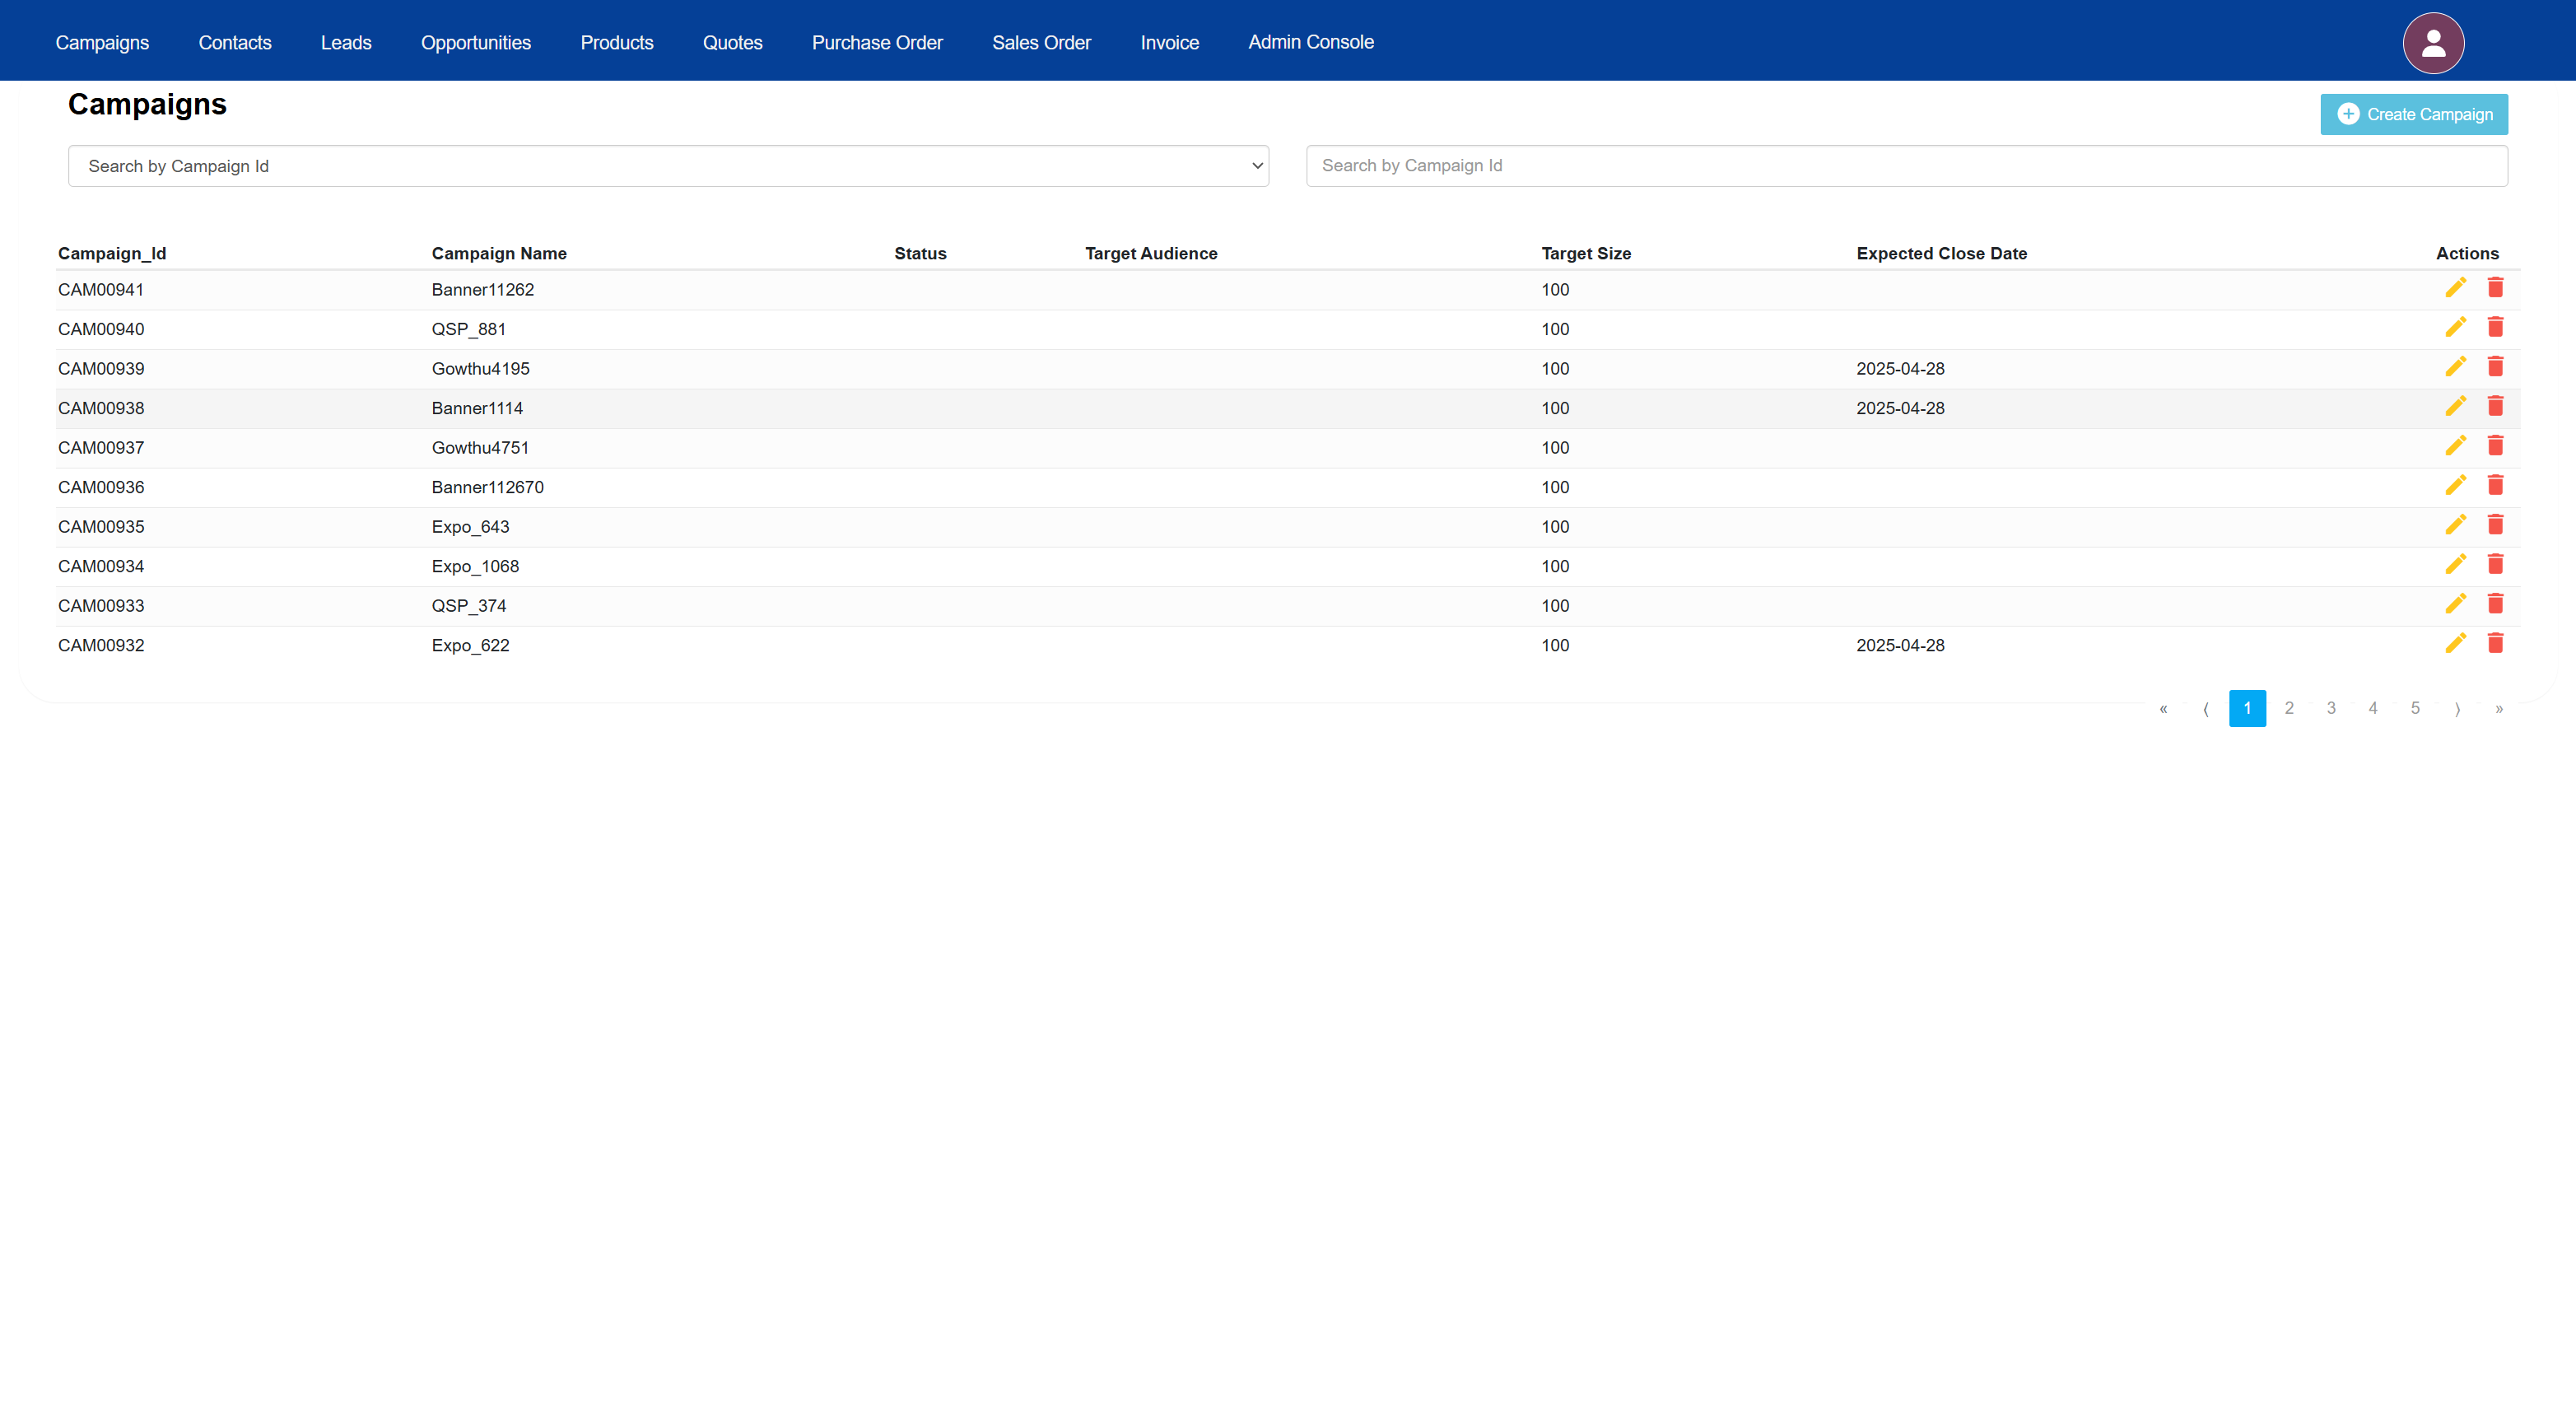 Campaigns Contacts Leads Opportunities Products Quotes Purchase Order Sales Order Invoice Admin Console
Campaigns
Create Campaign
Search by Campaign Id Search by Campaign Id
Campaign_Id Campaign Name Status Target Audience Target Size Expected Close Date Actions
CAM00941 Banner11262 100
CAM00940 QSP_881 100
CAM00939 Gowthu4195 100 2025-04-28
CAM00938 Banner1114 100 2025-04-28
CAM00937 Gowthu4751 100
CAM00936 Banner112670 100
CAM00935 Expo_643 100
CAM00934 Expo_1068 100
CAM00933 QSP_374 100
CAM00932 Expo_622 100 2025-04-28
« ⟨ 1 2 3 4 5 ⟩ »